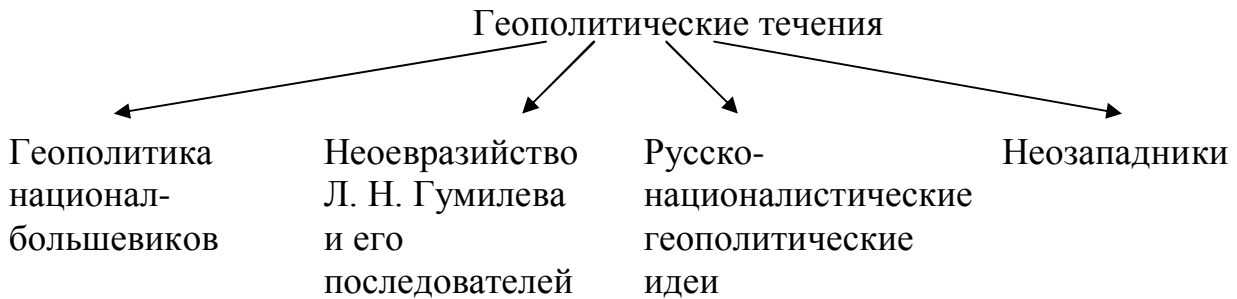 Геополитические течения
Геополитика
национал-
большевиков
Неоевразийство
Л. Н. Гумилева
и его
последователей
Русско-
националистические
геополитические
идеи
Неозападники